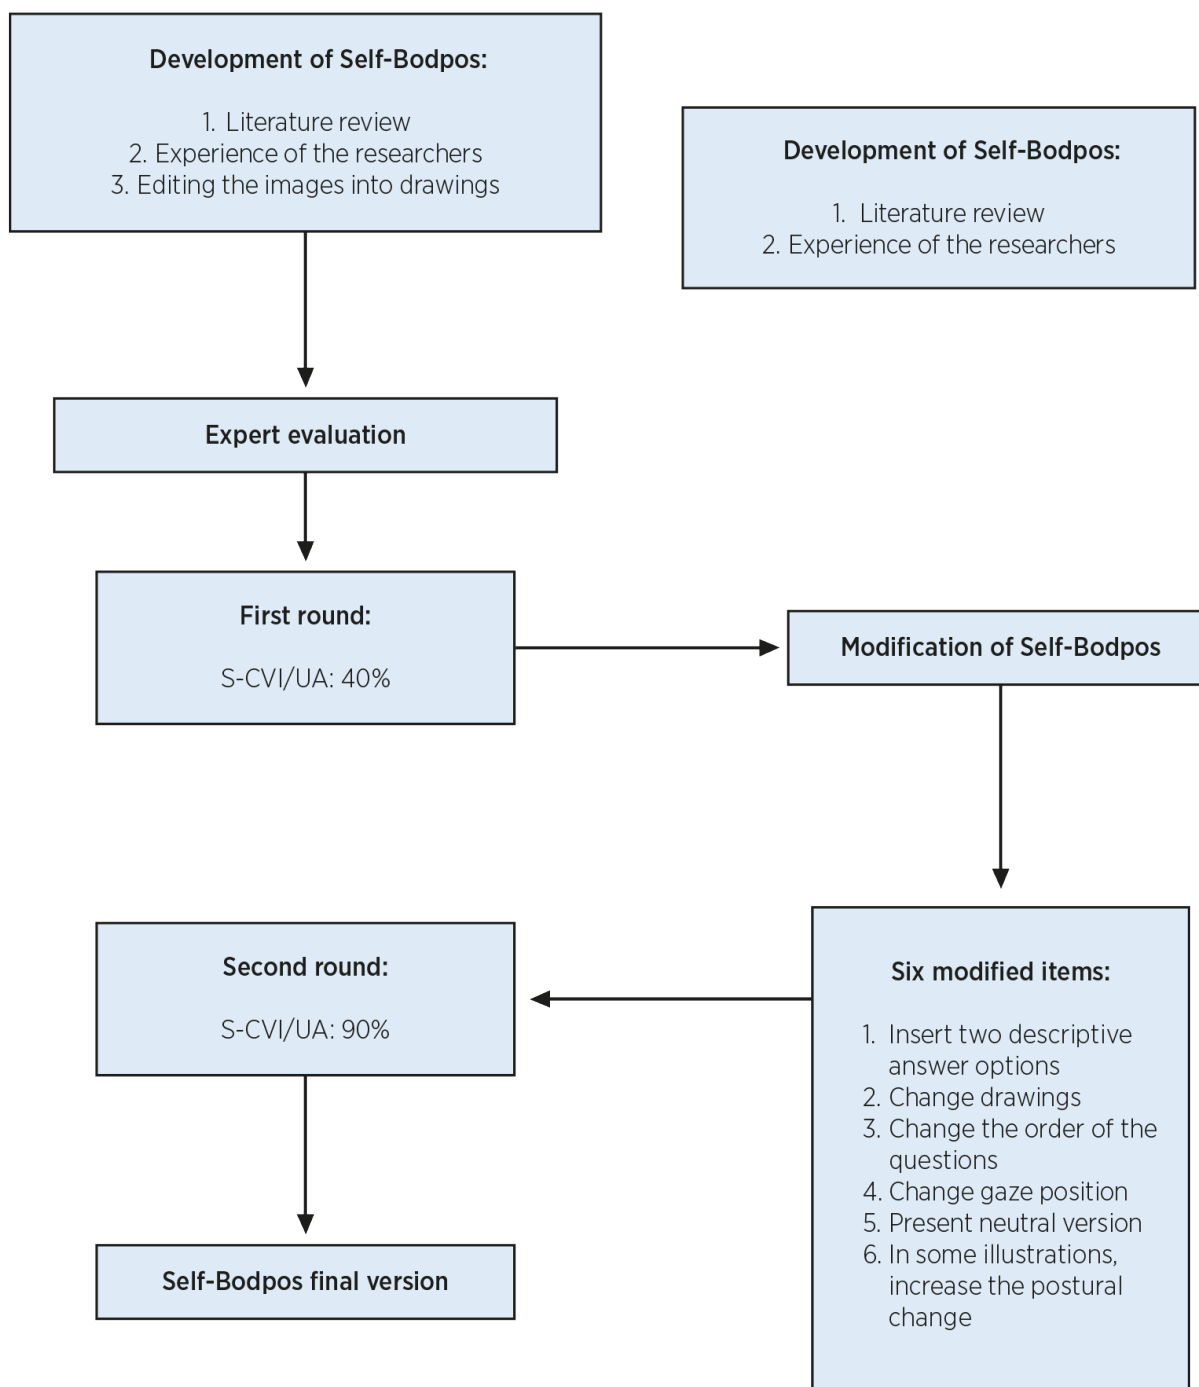 Development of Self-Bodpos:
1. Literature review
2. Experience of the researchers
3. Editing the images into drawings
Development of Self-Bodpos:
1. Literature review
2. Experience of the researchers
Expert evaluation
First round:
S-CVI/UA: 40%
Modification of Self-Bodpos
Second round:
S-CVI/UA: 90%
Six modified items:
1. Insert two descriptive
answer options
2. Change drawings
3. Change the order of the
questions
4. Change gaze position
5. Present neutral version
6. In some illustrations,
increase the postural
change
Self-Bodpos final version